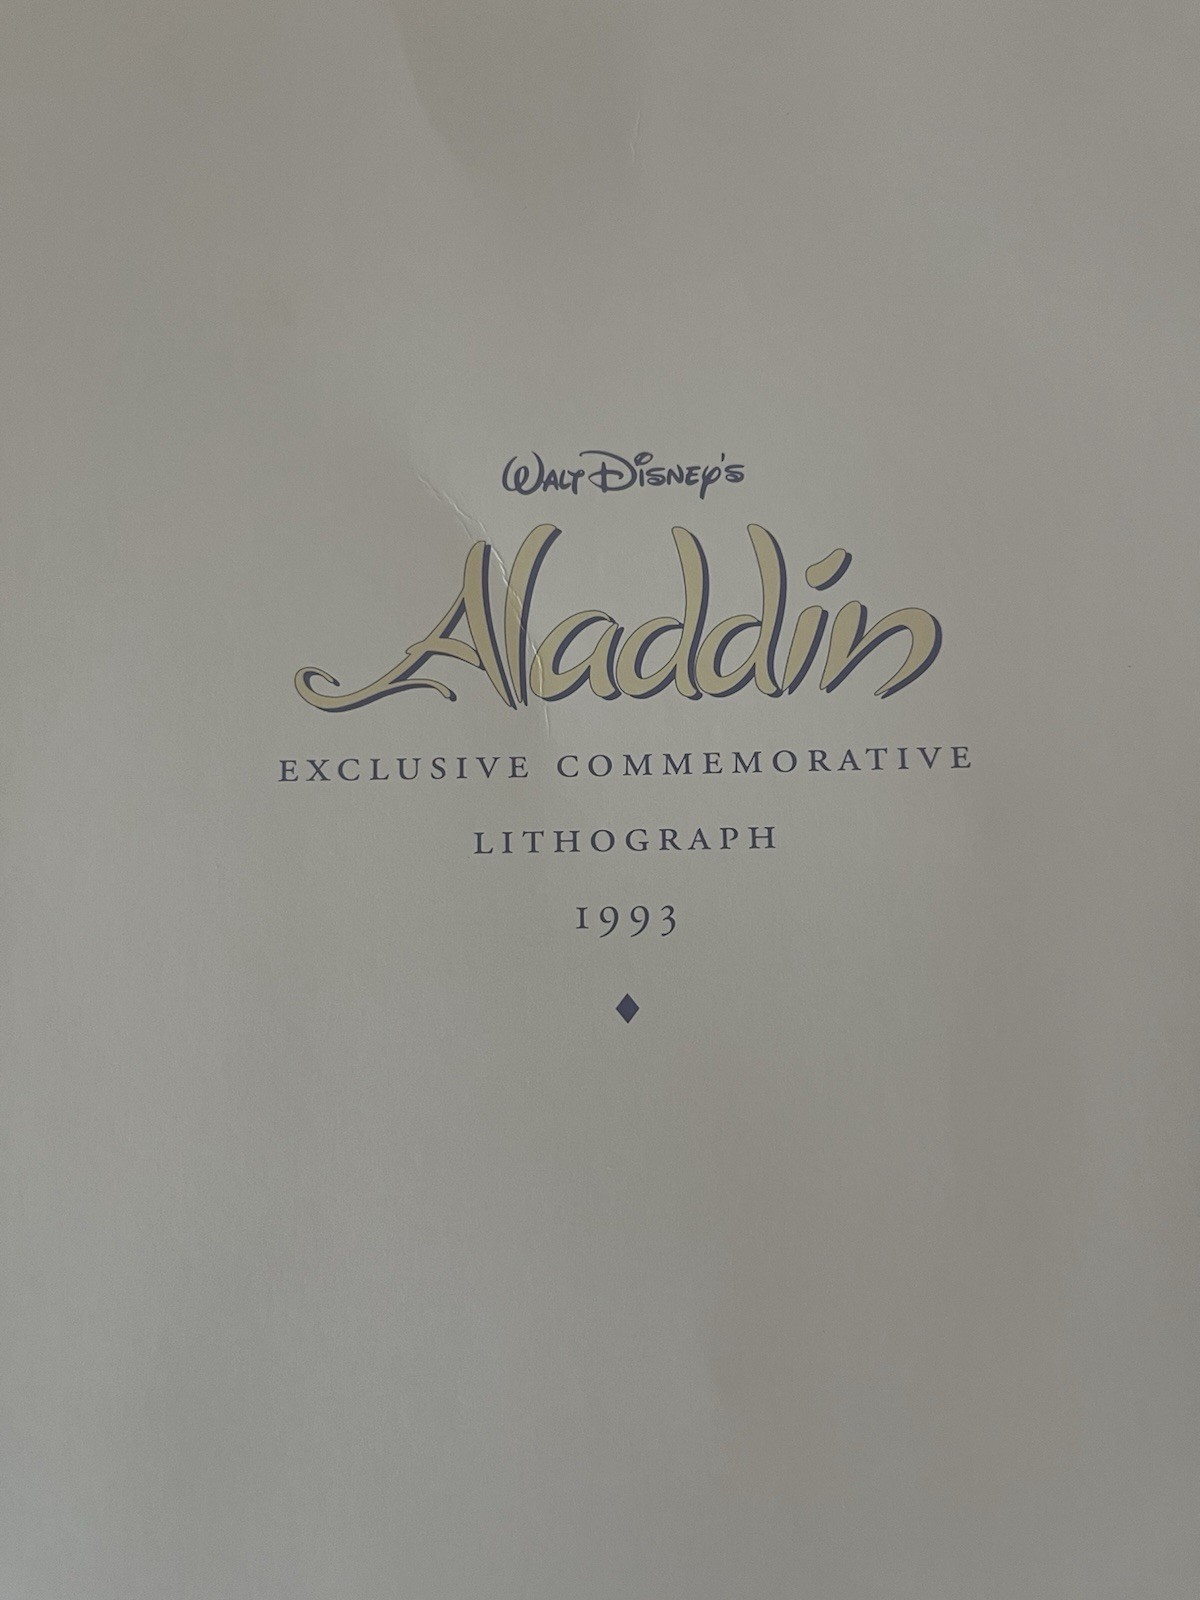 Walt Disney's
Aladdin
EXCLUSIVE COMMEMORATIVE
LITHOGRAPH
1993